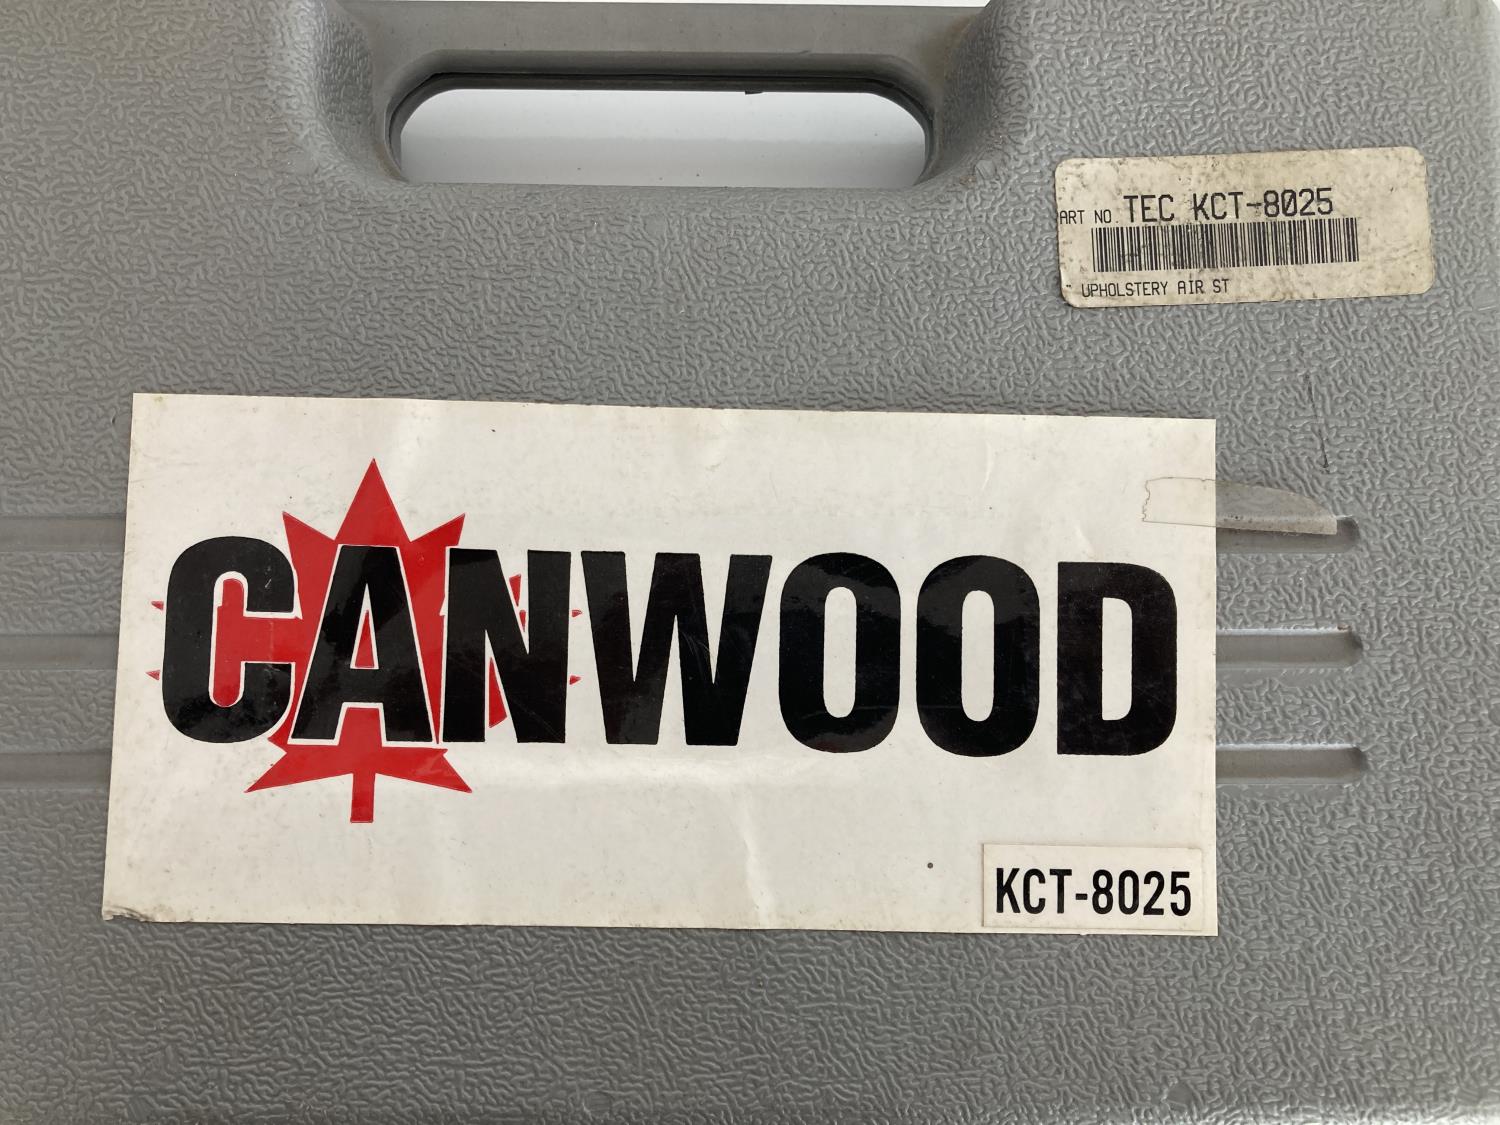 ART NO. TEC KCT-8025
" UPHOLSTERY AIR ST
CANWOOD
KCT-8025